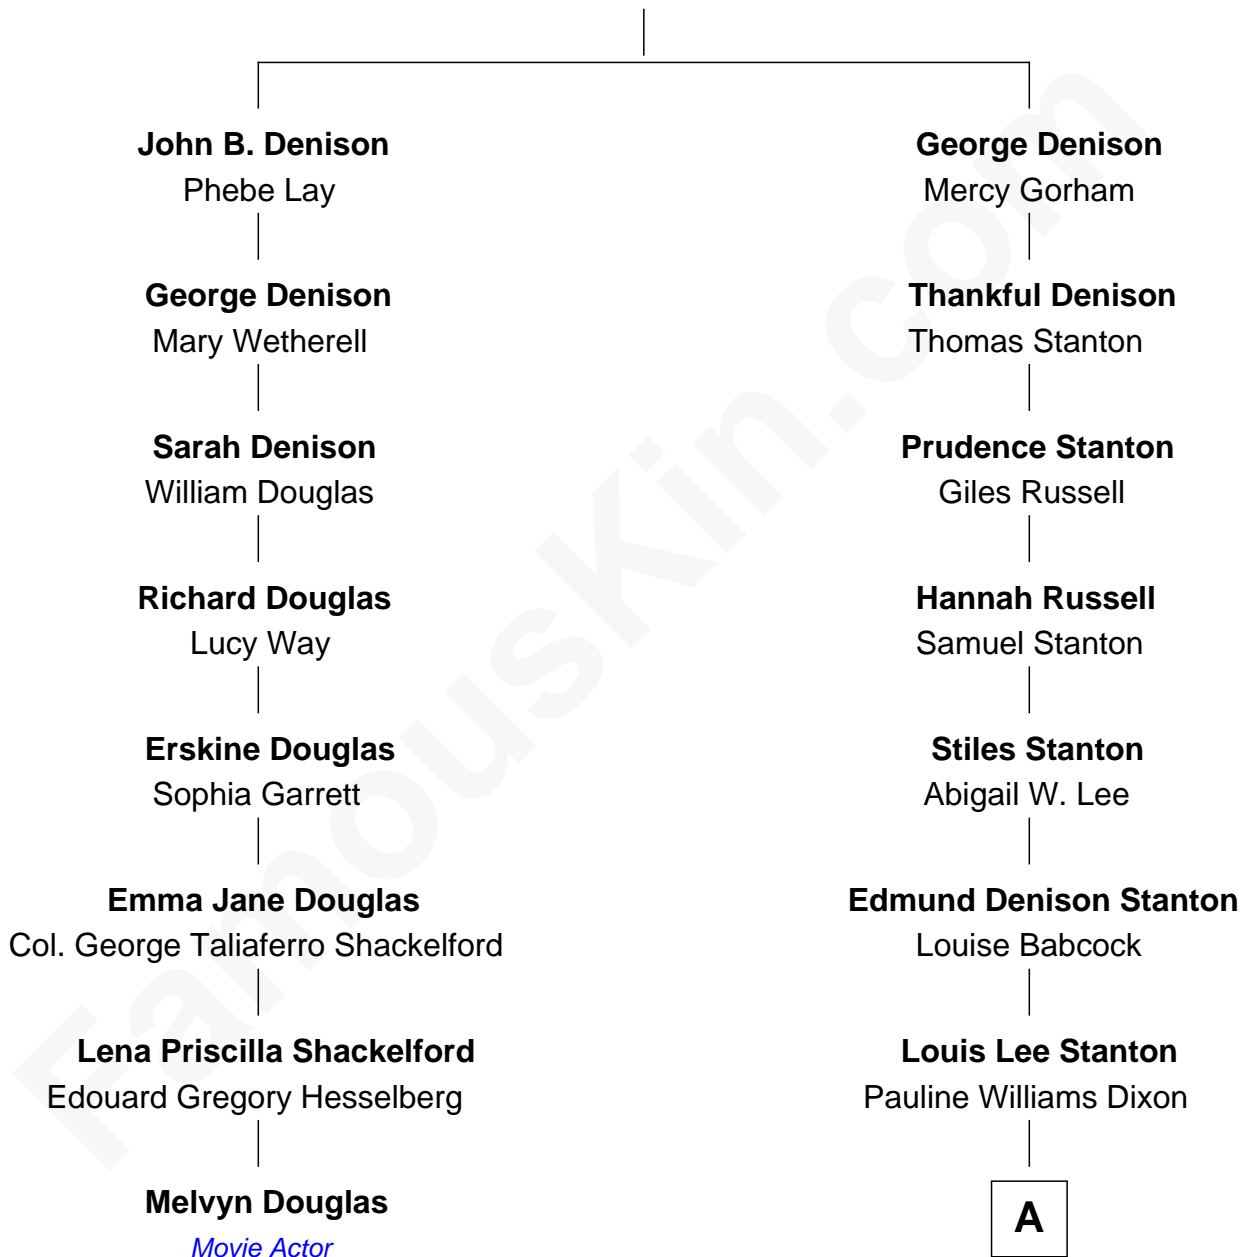 John B. Denison
Phebe Lay
George Denison
Mary Wetherell
Sarah Denison
William Douglas
Richard Douglas
Lucy Way
Erskine Douglas
Sophia Garrett
Emma Jane Douglas
Col. George Taliaferro Shackelford
Lena Priscilla Shackelford
Edouard Gregory Hesselberg
Melvyn Douglas
Movie Actor
George Denison
Mercy Gorham
Thankful Denison
Thomas Stanton
Prudence Stanton
Giles Russell
Hannah Russell
Samuel Stanton
Stiles Stanton
Abigail W. Lee
Edmund Denison Stanton
Louise Babcock
Louis Lee Stanton
Pauline Williams Dixon
A
FamousKin.com